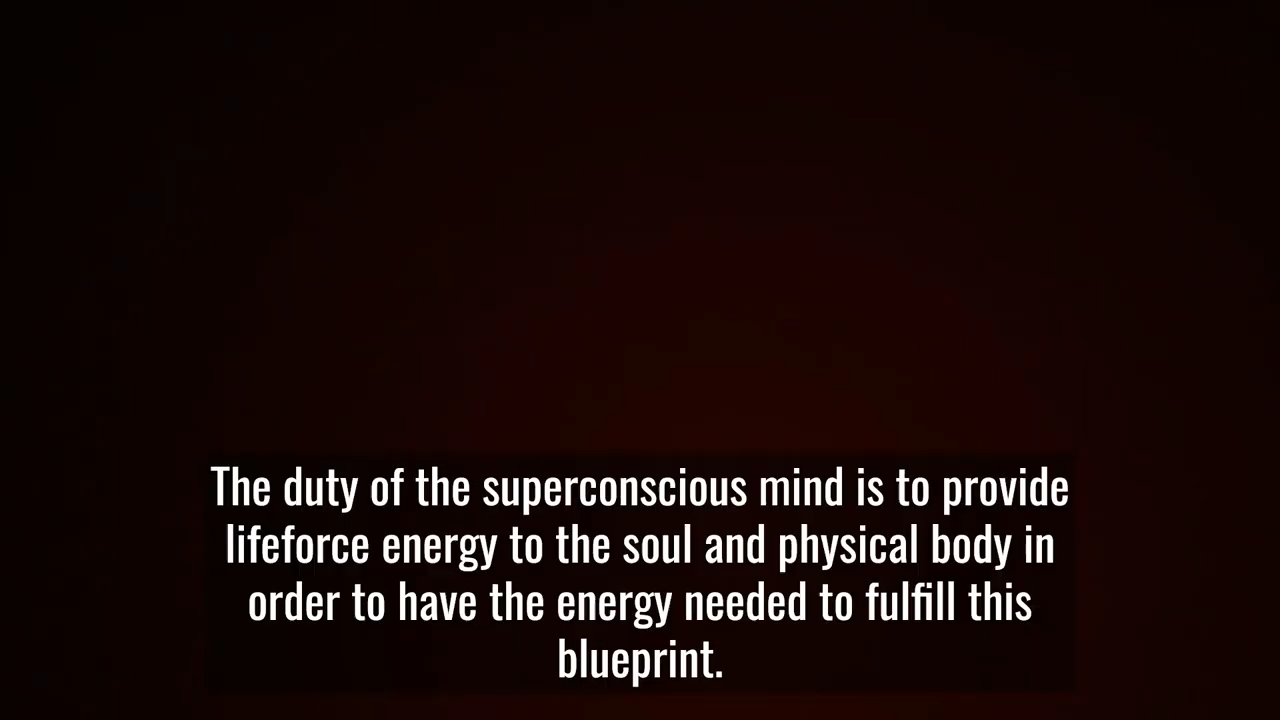 The duty of the superconscious mind is to provide
lifeforce energy to the soul and physical body in
order to have the energy needed to fulfill this
blueprint.